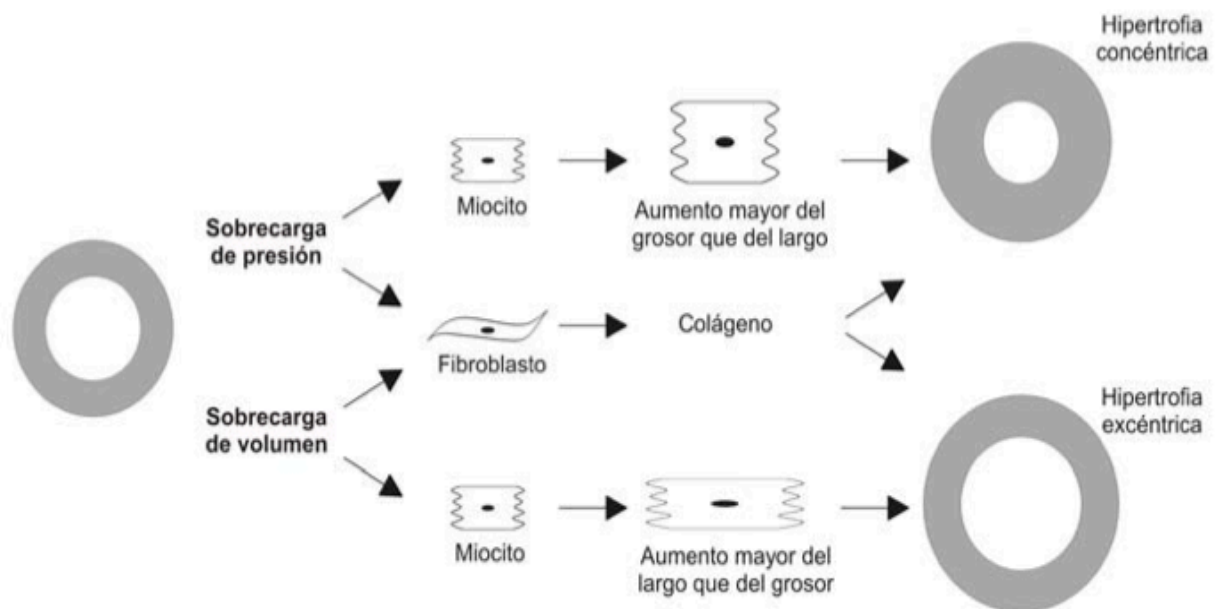 Hipertrofia
concéntrica
Miocito
Aumento mayor del
grosor que del largo
Sobrecarga
de presión
Fibroblasto
Colágeno
Sobrecarga
de volumen
Hipertrofia
excéntrica
Miocito
Aumento mayor del
largo que del grosor